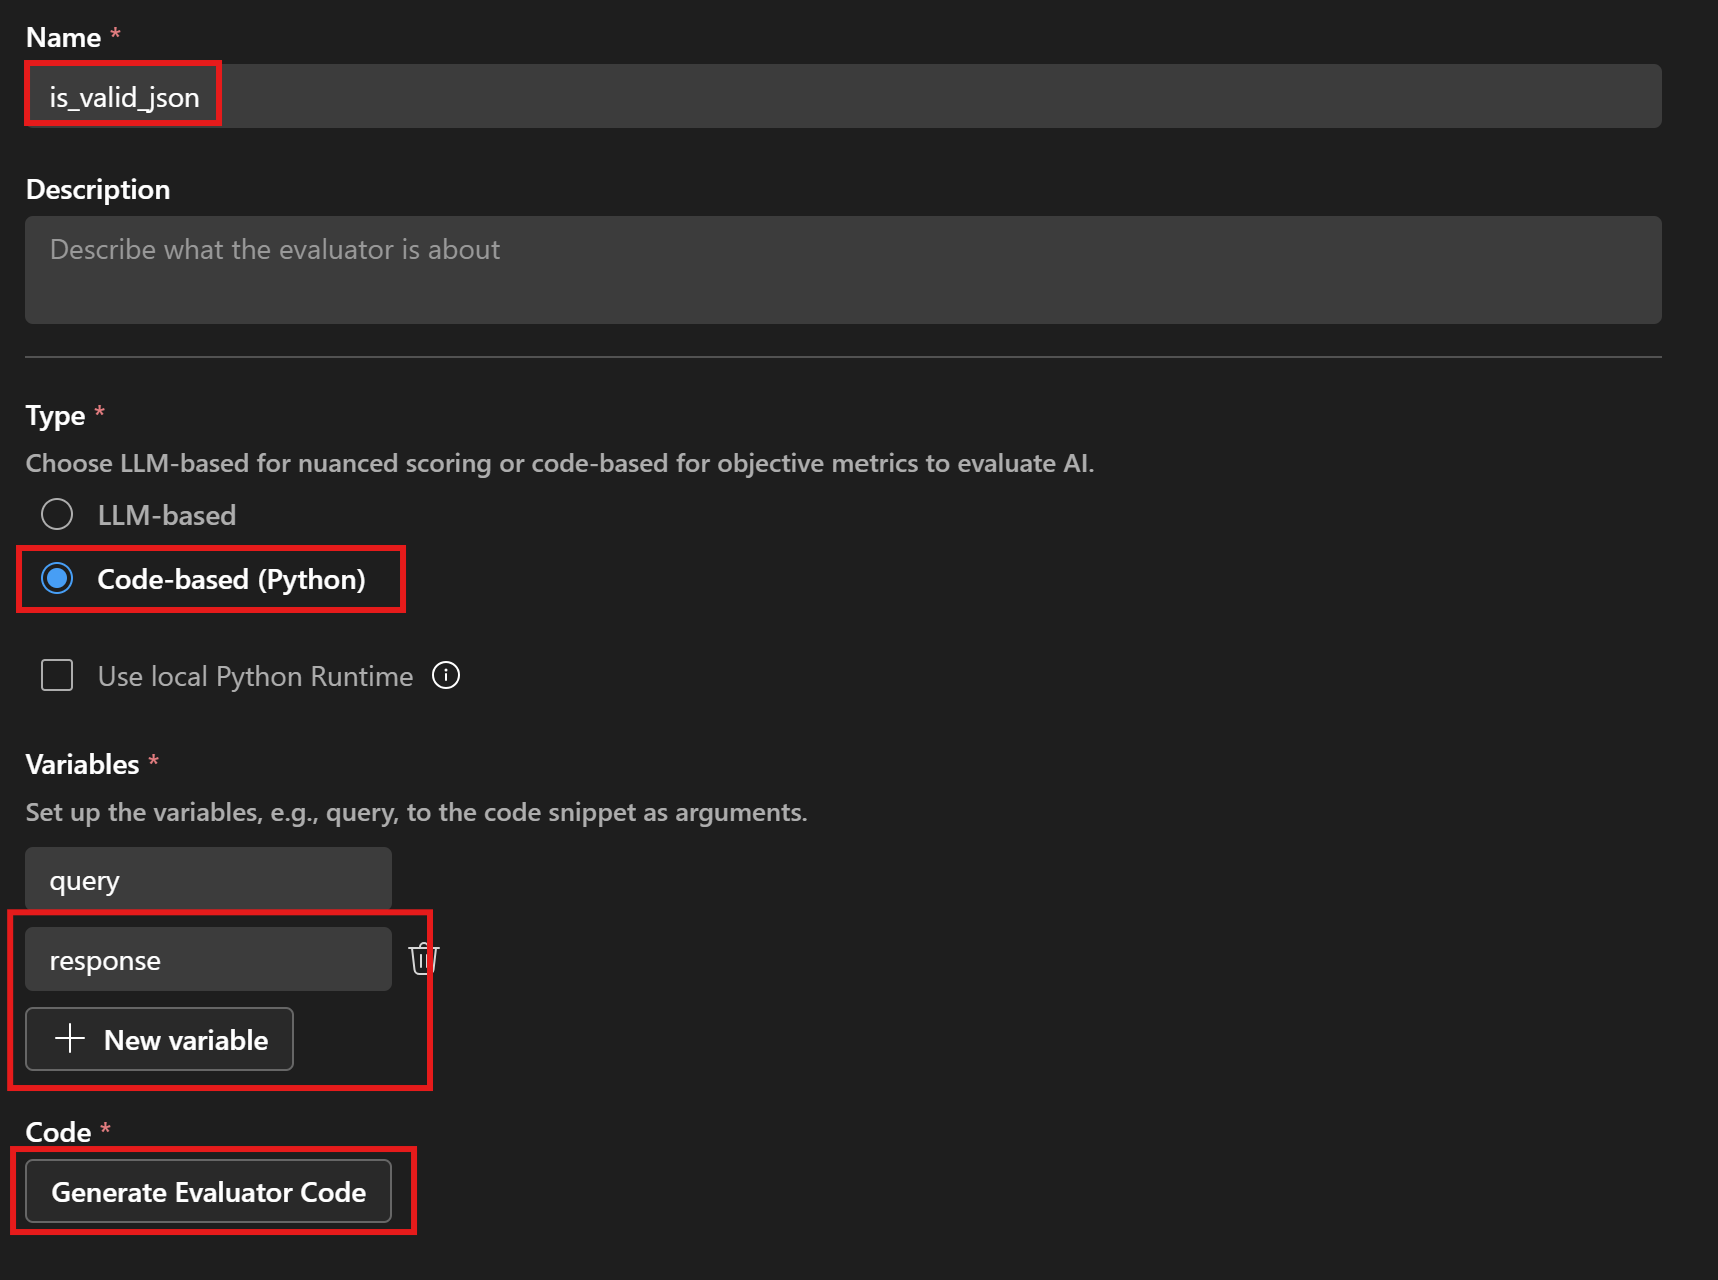 Name *
is_valid_json
Description
Describe what the evaluator is about
Type *
Choose LLM-based for nuanced scoring or code-based for objective metrics to evaluate AI.
LLM-based
Code-based (Python)
Use local Python Runtime
Variables *
Set up the variables, e.g., query, to the code snippet as arguments.
query
response
New variable
Code *
Generate Evaluator Code